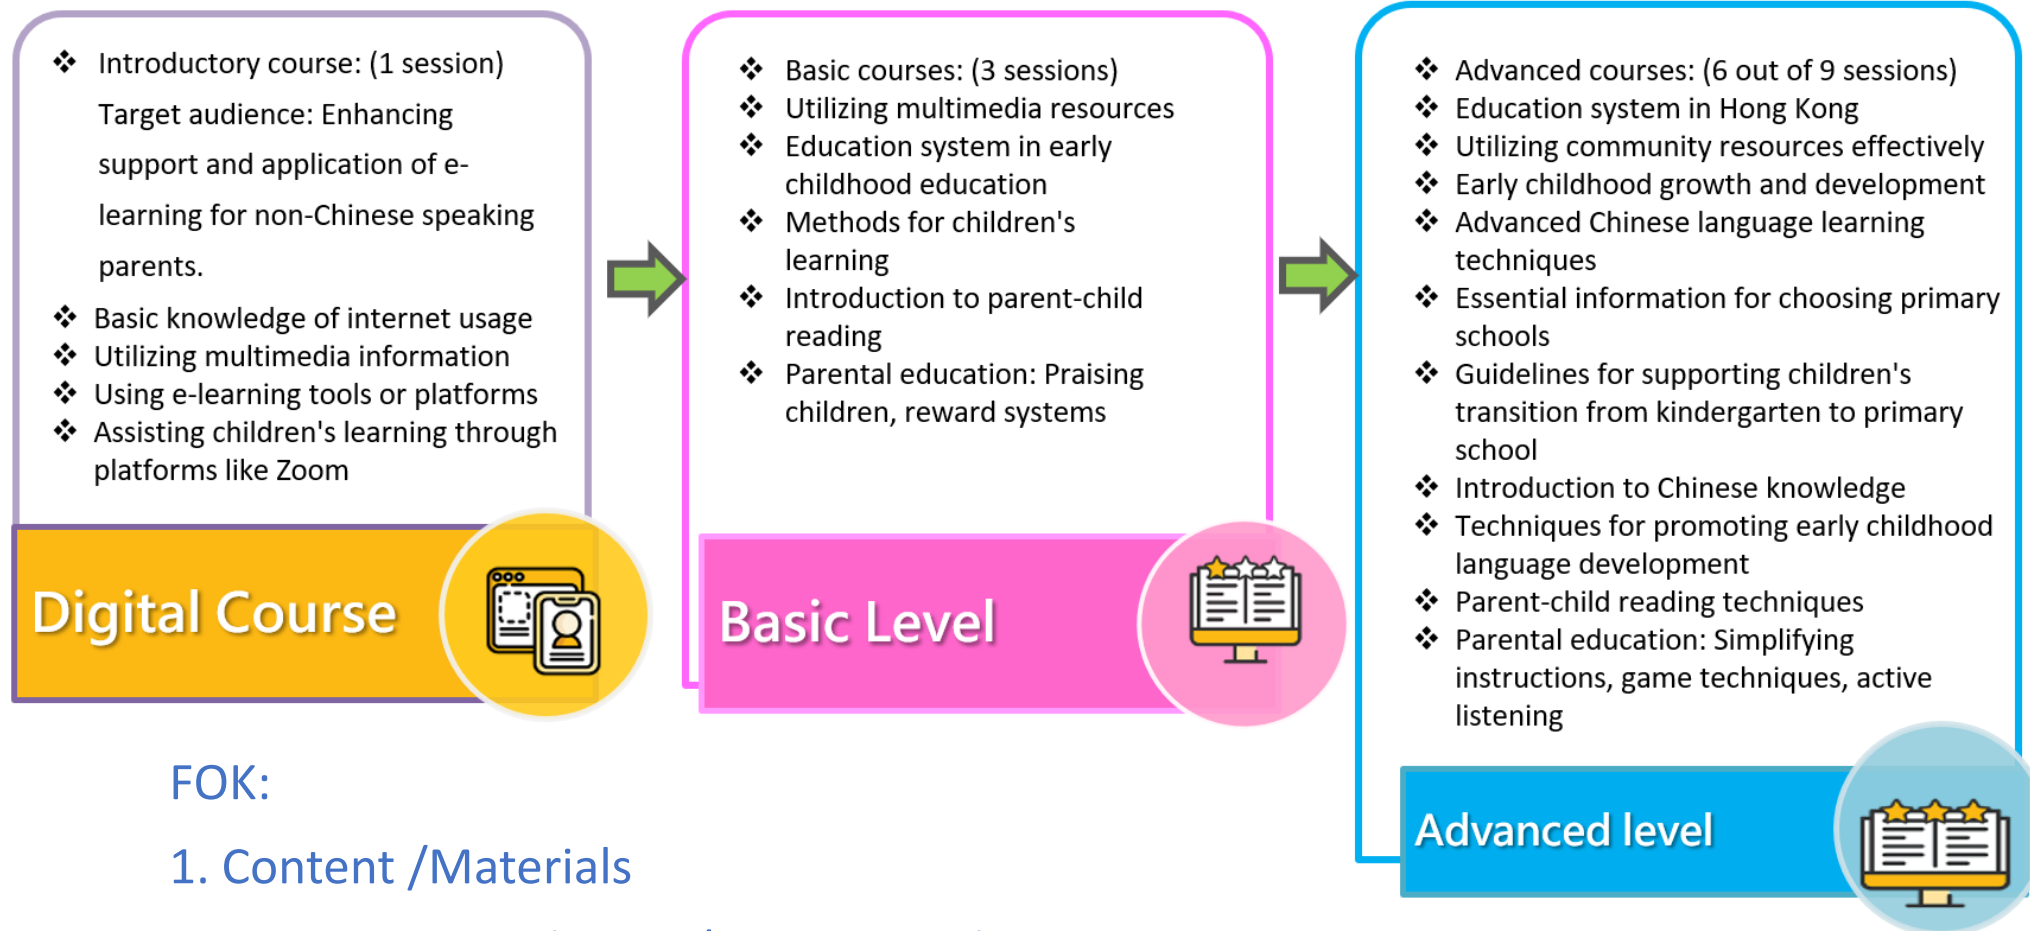 ❖ Introductory course: (1 session)
Target audience: Enhancing
support and application of e-
learning for non-Chinese speaking
parents.
❖ Basic knowledge of internet usage
❖ Utilizing multimedia information
❖ Using e-learning tools or platforms
❖ Assisting children's learning through
platforms like Zoom
Digital Course
❖ Basic courses: (3 sessions)
❖ Utilizing multimedia resources
❖ Education system in early
childhood education
❖ Methods for children's
learning
❖ Introduction to parent-child
reading
❖ Parental education: Praising
children, reward systems
Basic Level
❖ Advanced courses: (6 out of 9 sessions)
❖ Education system in Hong Kong
❖ Utilizing community resources effectively
❖ Early childhood growth and development
❖ Advanced Chinese language learning
techniques
❖ Essential information for choosing primary
schools
❖ Guidelines for supporting children's
transition from kindergarten to primary
school
❖ Introduction to Chinese knowledge
❖ Techniques for promoting early childhood
language development
❖ Parent-child reading techniques
❖ Parental education: Simplifying
instructions, game techniques, active
listening
Advanced level
FOK:
1. Content /Materials